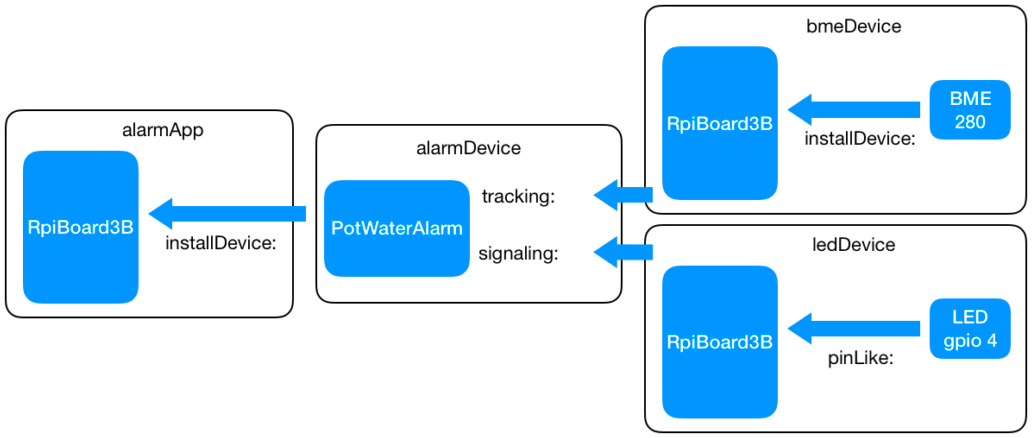 alarmApp
RpiBoard3B
installDevice:
alarmDevice
PotWaterAlarm
tracking:
signaling:
bmeDevice
RpiBoard3B
installDevice:
BME
280
ledDevice
RpiBoard3B
pinLike:
LED
gpio 4